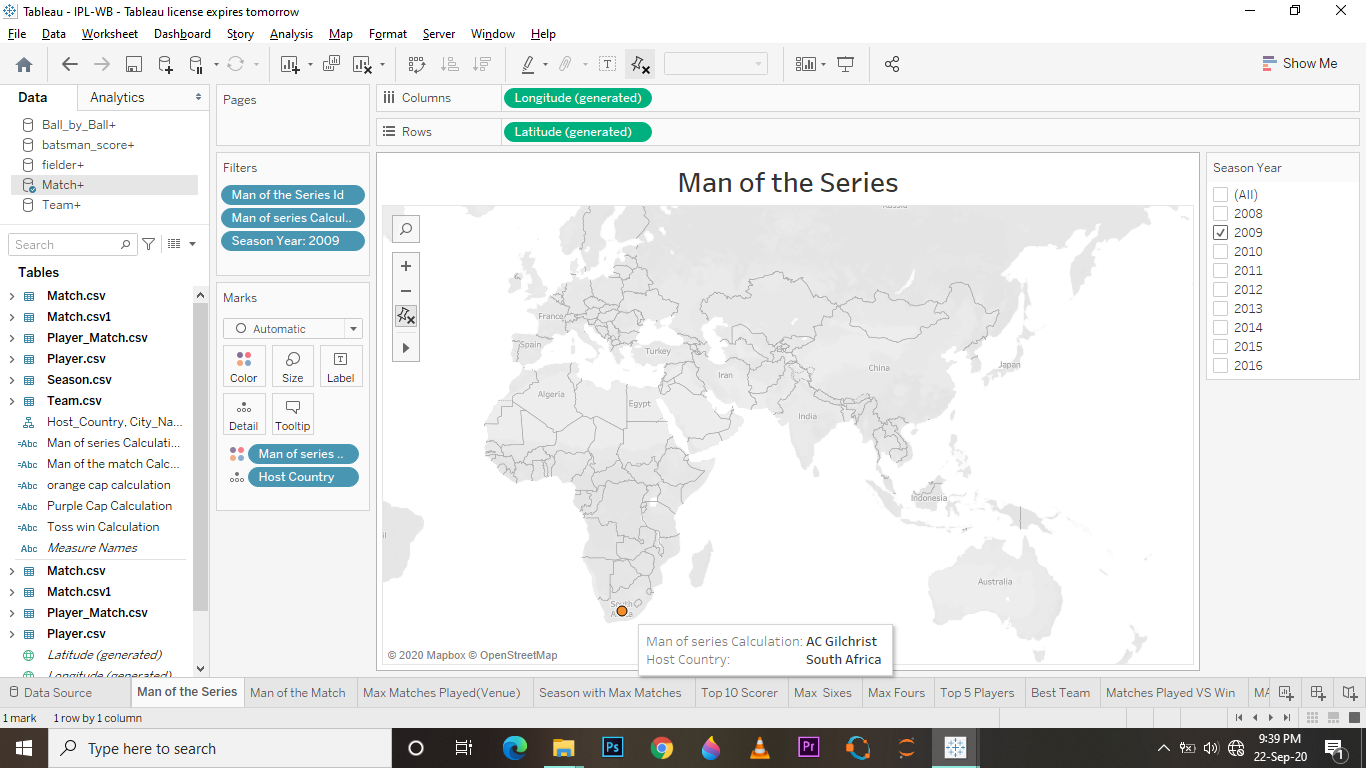 Tableau - IPL-WB - Tableau license expires tomorrow
File Data Worksheet Dashboard Story Analysis Map Format Server Window Help
Show Me
Data Analytics
Ball_by_Ball+
batsman_score+
fielder+
Match+
Team+
Search
Tables
Match.csv
Match.csv1
Player_Match.csv
Player.csv
Season.csv
Team.csv
Host_Country, City_Na...
=Abc Man of series Calculati...
=Abc Man of the match Calc...
=Abc orange cap calculation
=Abc Purple Cap Calculation
=Abc Toss win Calculation
Abc Measure Names
Match.csv
Match.csv1
Player_Match.csv
Player.csv
Latitude (generated)
Longitude (generated)
Pages
Filters
Man of the Series Id
Man of series Calcul..
Season Year: 2009
Marks
Automatic
Color Size Label
Detail Tooltip
Man of series ..
Host Country
Columns Longitude (generated)
Rows Latitude (generated)
Man of the Series
Russia
France
Spain
Turkey
Iran
China
Japan
Algeria
Egypt
India
Indonesia
Australia
South
Man of series Calculation: AC Gilchrist
Host Country: South Africa
© 2020 Mapbox © OpenStreetMap
Season Year
(All)
2008
2009
2010
2011
2012
2013
2014
2015
2016
Data Source Man of the Series Man of the Match Max Matches Played(Venue) Season with Max Matches Top 10 Scorer Max Sixes Max Fours Top 5 Players Best Team Matches Played VS Win MA
1 mark 1 row by 1 column
Type here to search
Ps
Pr
9:39 PM
22-Sep-20
1